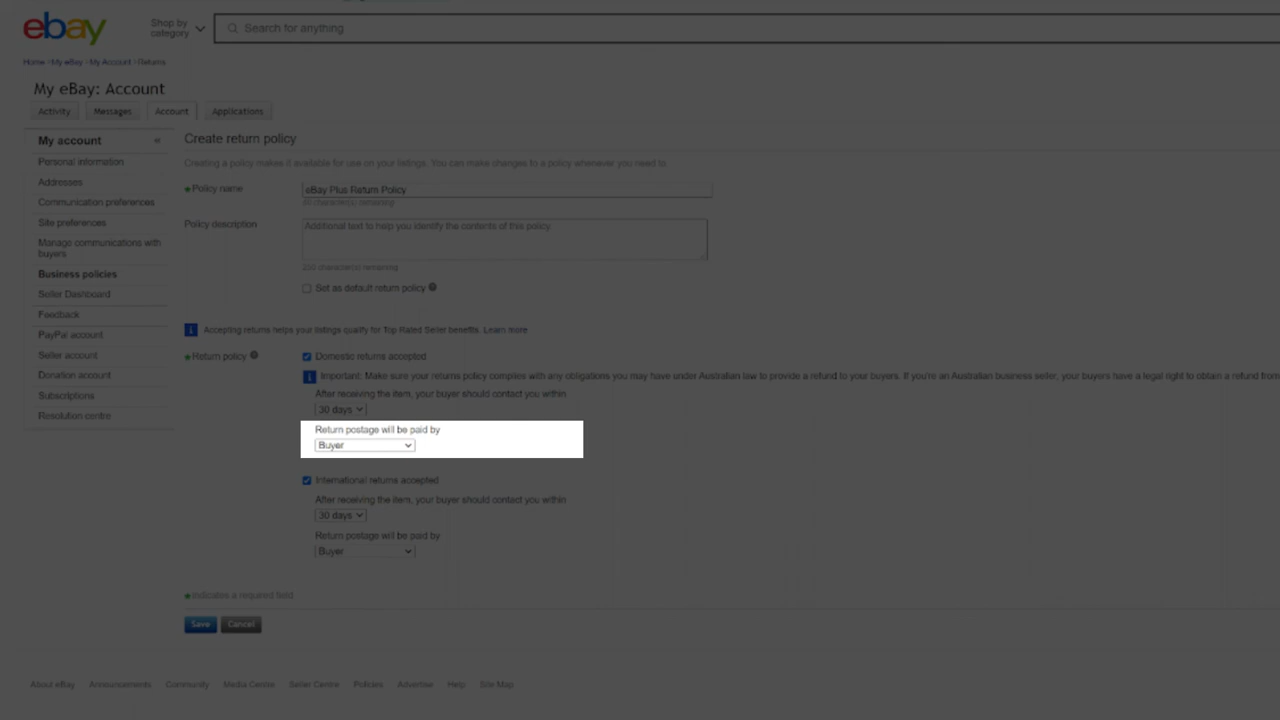 ebay
Shop by
category
Search for anything
Home > My eBay > My Account > Returns
My eBay: Account
Activity
Messages
Account
Applications
My account
«
Personal information
Addresses
Communication preferences
Site preferences
Manage communications with
buyers
Business policies
Seller Dashboard
Feedback
PayPal account
Seller account
Donation account
Subscriptions
Resolution centre
Create return policy
Creating a policy makes it available for use on your listings. You can make changes to a policy whenever you need to.
*Policy name
eBay Plus Return Policy
character(s) remaining
Policy description
Additional text to help you identify the contents of this policy.
250 character(s) remaining
Set as default return policy ?
i Accepting returns helps your listings qualify for Top Rated Seller benefits. Learn more
*Return policy ?
Domestic returns accepted
i Important: Make sure your returns policy complies with any obligations you may have under Australian law to provide a refund to your buyers. If you're an Australian business seller, your buyers have a legal right to obtain a refund from
After receiving the item, your buyer should contact you within
30 days
Return postage will be paid by
Buyer
International returns accepted
After receiving the item, your buyer should contact you within
30 days
Return postage will be paid by
Buyer
*Indicates a required field
Save
Cancel
About eBay
Announcements
Community
Media Centre
Seller Centre
Policies
Advertise
Help
Site Map